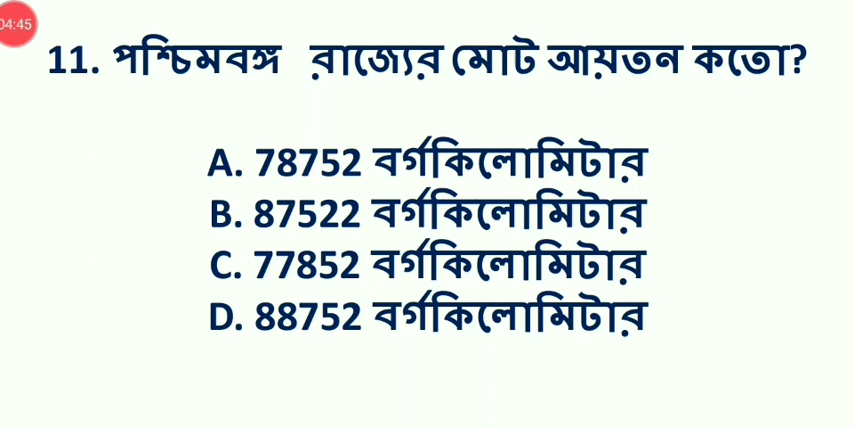 04:45
11. পশ্চিমবঙ্গ রাজ্যের মোট আয়তন কতো?
A. 78752 বর্গকিলোমিটার
B. 87522 বর্গকিলোমিটার
C. 77852 বর্গকিলোমিটার
D. 88752 বর্গকিলোমিটার